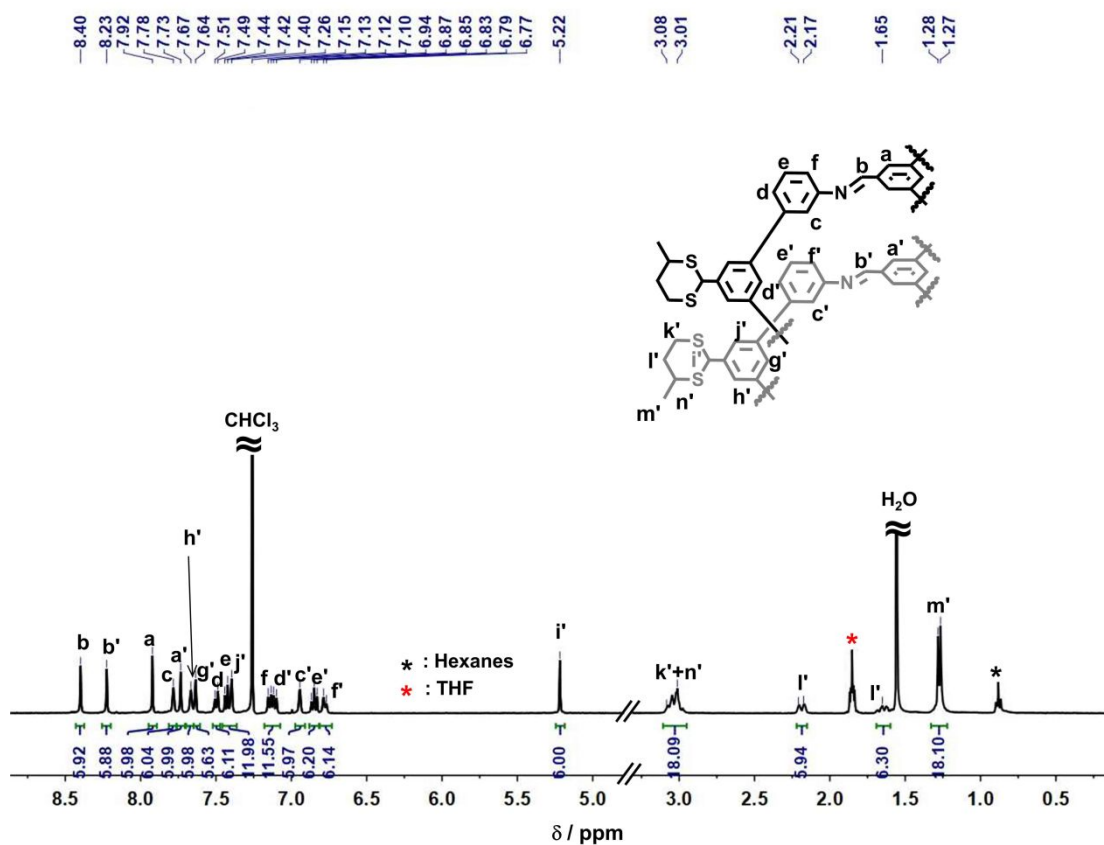 8.40
8.23
7.92
7.78
7.73
7.67
7.64
7.51
7.49
7.44
7.42
7.40
7.26
7.15
7.13
7.12
7.10
6.94
6.87
6.85
6.83
6.79
6.77
5.22
3.08
3.01
2.21
2.17
1.65
1.28
1.27
e f b a
d N
c
S
S
e' f' b' a'
d' N
c'
k' S j'
l' i' g'
S
m' n' h'
CHCl₃
H₂O
h'
b b' a a' g' e j' i' m'
c d f d' c' e' f'
* : Hexanes
* : THF
k'+n' l' * l' *
5.92
5.88
5.98
6.04
5.99
5.98
5.63
6.11
11.98
11.55
5.97
6.20
6.14
6.00
18.09
5.94
6.30
18.10
8.5 8.0 7.5 7.0 6.5 6.0 5.5 5.0 3.0 2.5 2.0 1.5 1.0 0.5
δ / ppm